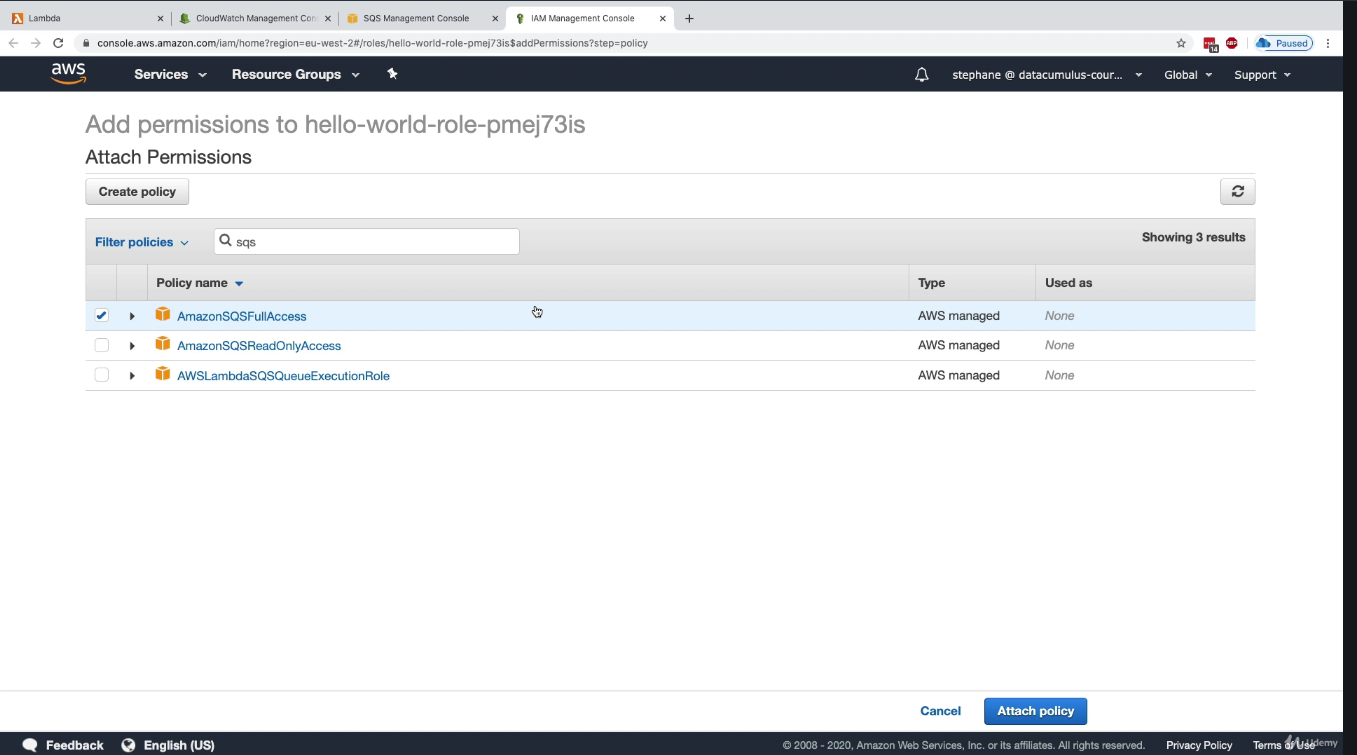 Lambda
CloudWatch Management Con
SQS Management Console
IAM Management Console
console.aws.amazon.com/iam/home?region=eu-west-2#/roles/hello-world-role-pmej73is$addPermissions?step=policy
14
ABP
Paused
aws
Services
Resource Groups
stephane @ datacumulus-cour...
Global
Support
Add permissions to hello-world-role-pmej73is
Attach Permissions
Create policy
Filter policies
sqs
Showing 3 results
Policy name
Type
Used as
AmazonSQSFullAccess
AWS managed
None
AmazonSQSReadOnlyAccess
AWS managed
None
AWSLambdaSQSQueueExecutionRole
AWS managed
None
Cancel
Attach policy
Feedback
English (US)
© 2008 - 2020, Amazon Web Services, Inc. or its affiliates. All rights reserved.
Privacy Policy
Terms of Use
Udemy